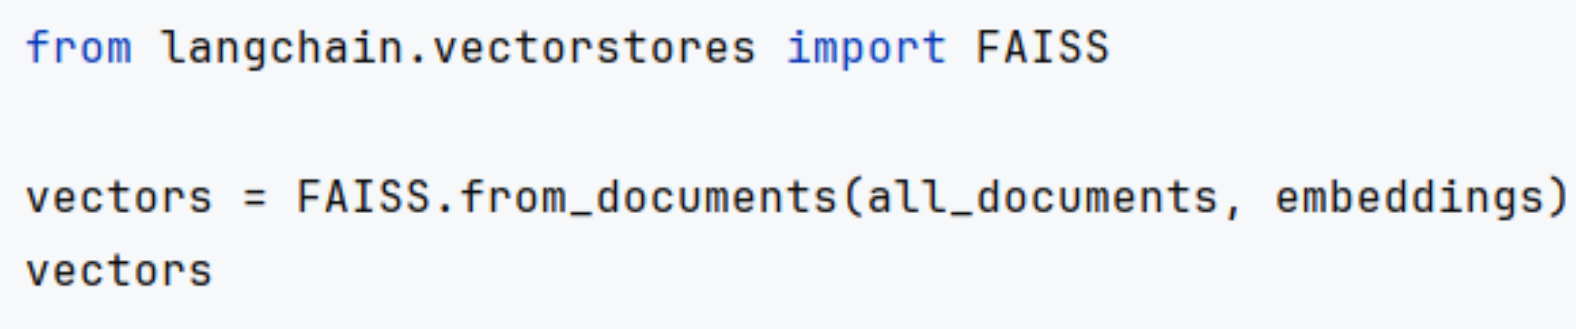 from langchain.vectorstores import FAISS
vectors = FAISS.from_documents(all_documents, embeddings)
vectors